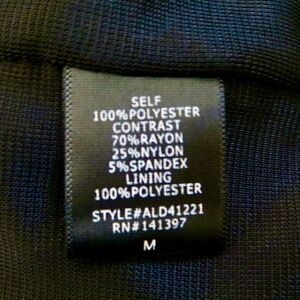 SELF
100%POLYESTER
CONTRAST
70%RAYON
25%NYLON
5%SPANDEX
LINING
100%POLYESTER
STYLE#ALD41221
RN#141397
M